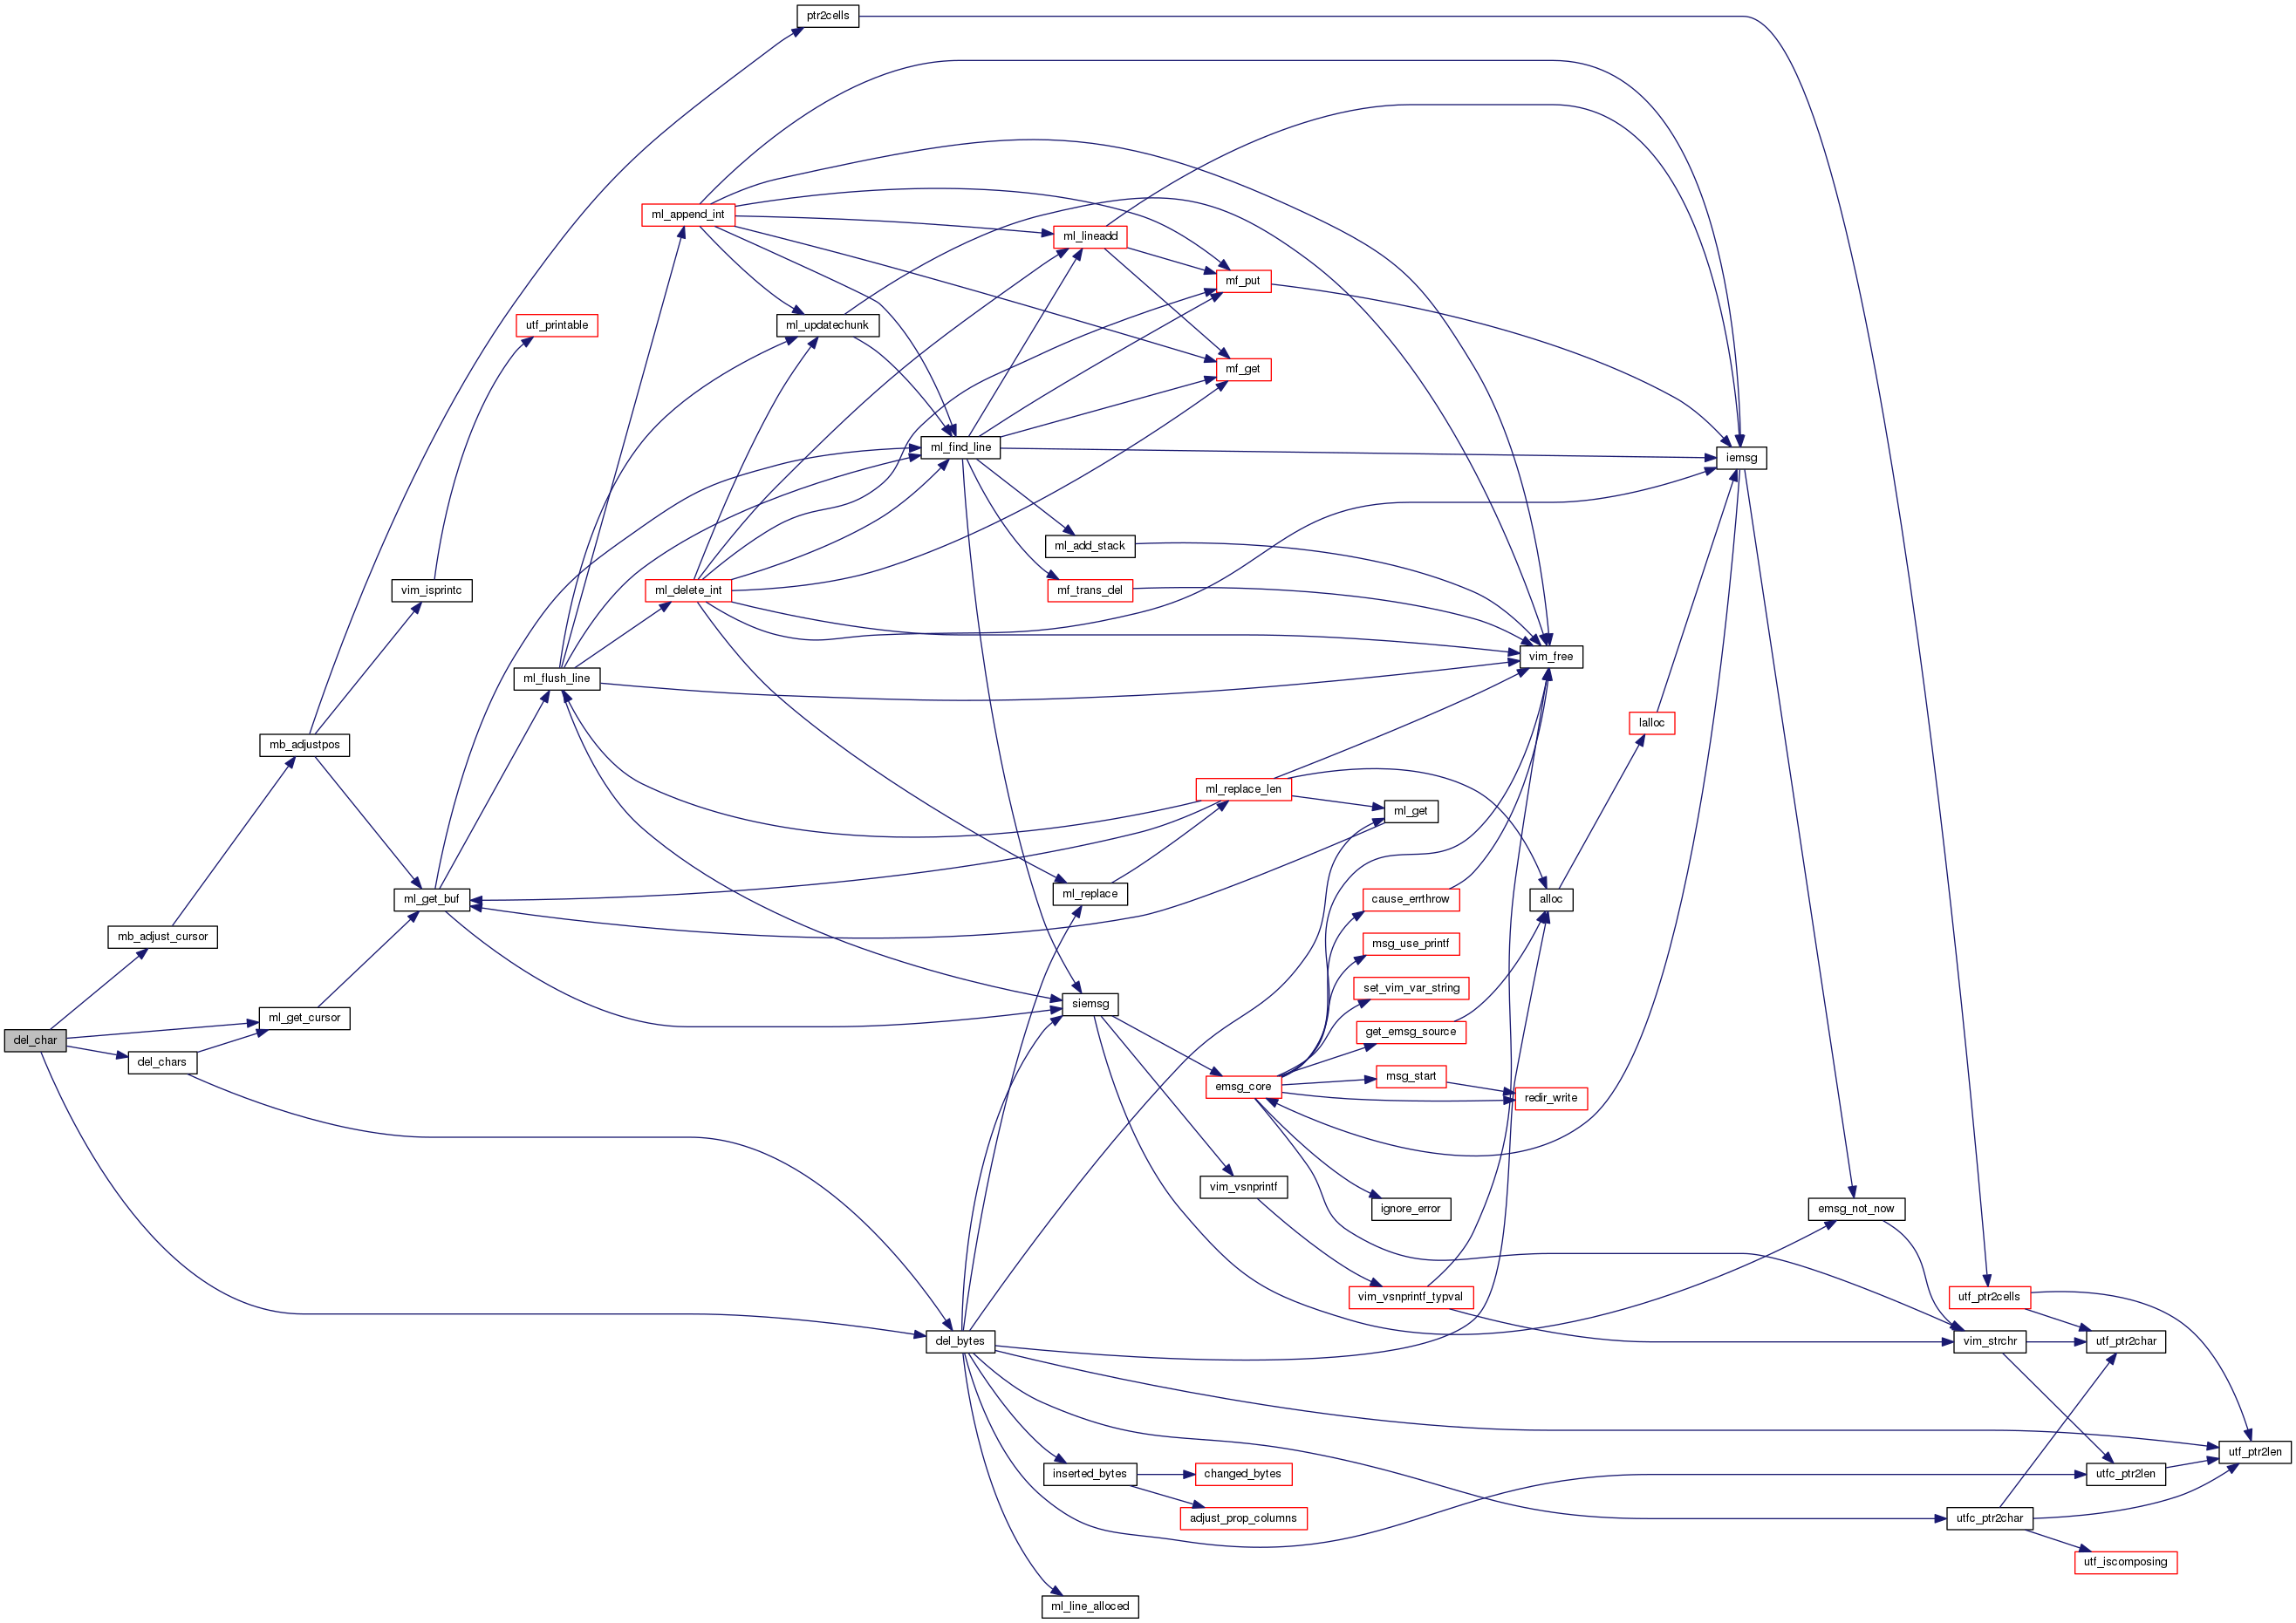 ptr2cells
ml_append_int
ml_lineadd
mf_put
utf_printable
ml_updatechunk
mf_get
ml_find_line
iemsg
ml_add_stack
vim_isprintc
ml_delete_int
mf_trans_del
vim_free
ml_flush_line
lalloc
mb_adjustpos
ml_replace_len
ml_get
ml_get_buf
ml_replace
cause_errthrow
alloc
mb_adjust_cursor
msg_use_printf
set_vim_var_string
siemsg
ml_get_cursor
get_emsg_source
del_char
del_chars
msg_start
emsg_core
redir_write
vim_vsnprintf
ignore_error
emsg_not_now
vim_vsnprintf_typval
utf_ptr2cells
del_bytes
vim_strchr
utf_ptr2char
utf_ptr2len
inserted_bytes
changed_bytes
utfc_ptr2len
adjust_prop_columns
utfc_ptr2char
utf_iscomposing
ml_line_alloced